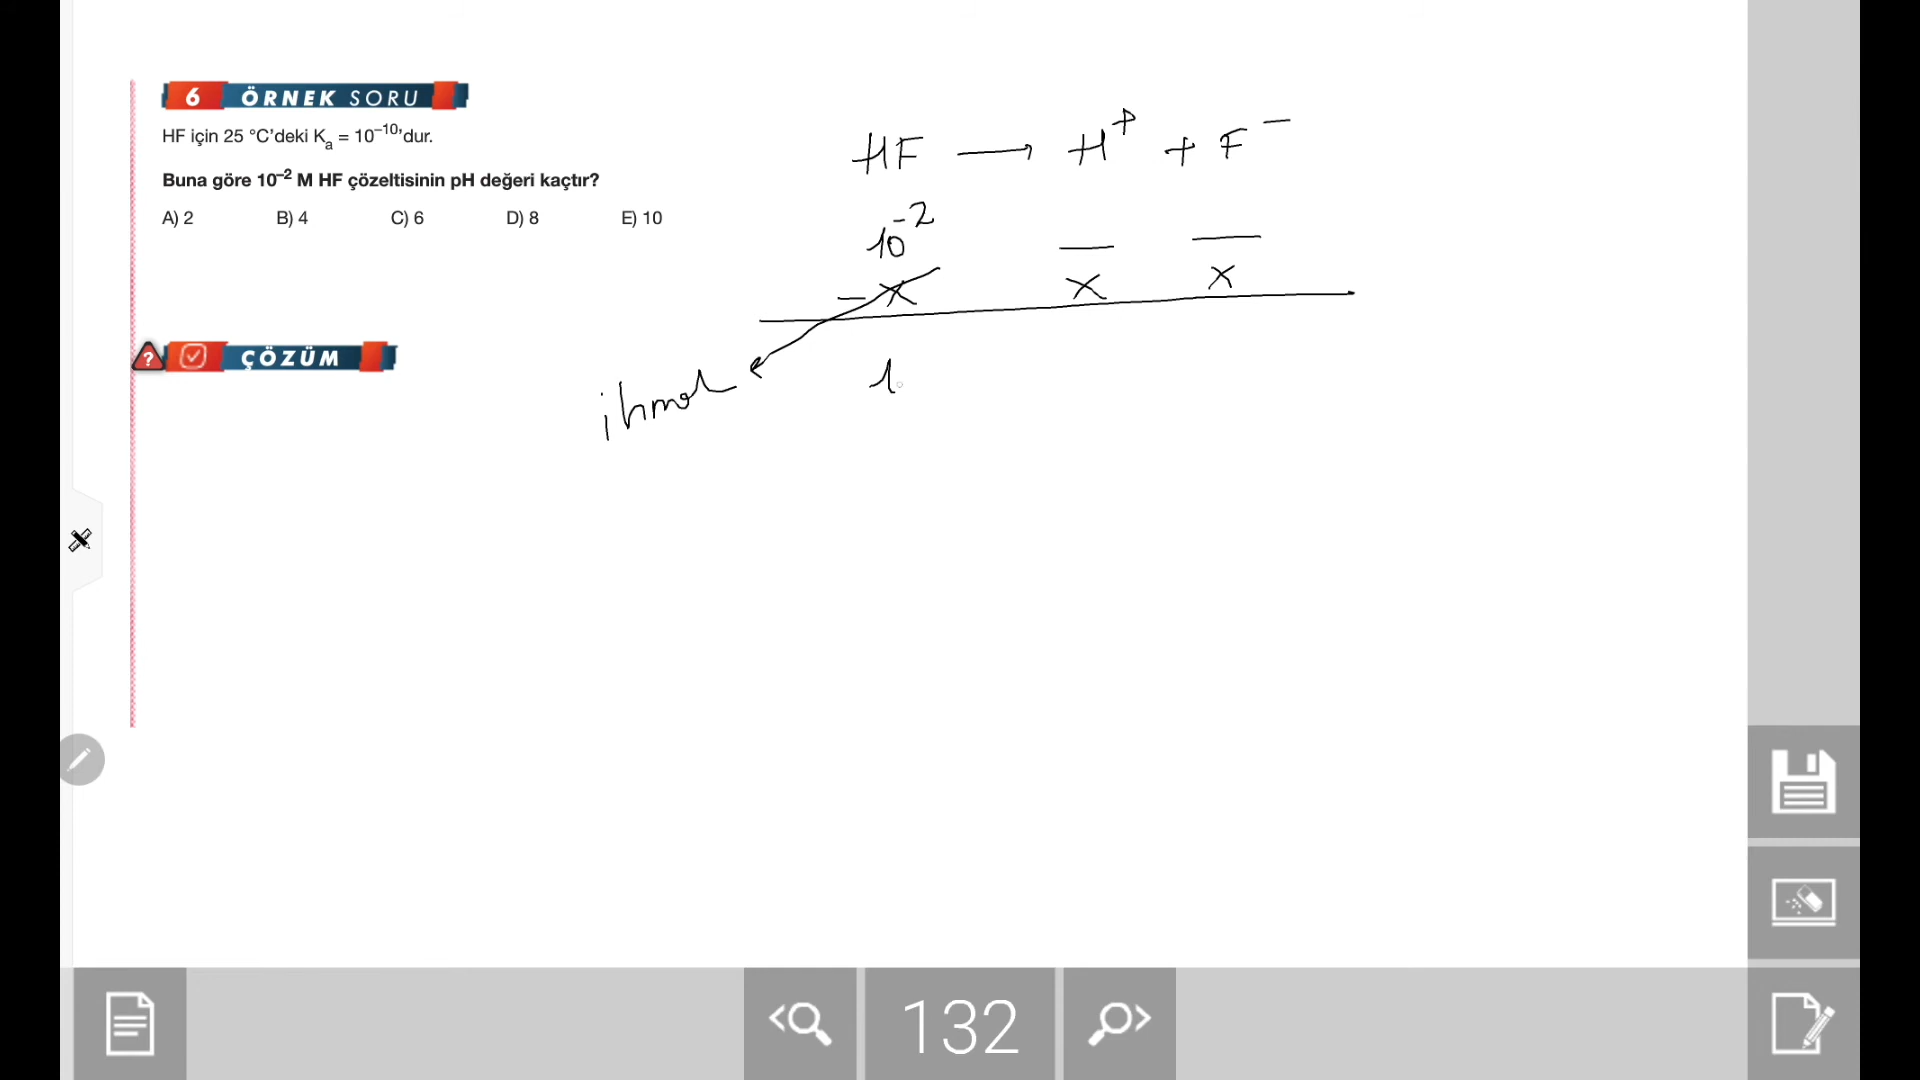 6 ÖRNEK SORU
HF için 25 °C'deki Kₐ = 10⁻¹⁰'dur.
Buna göre 10⁻² M HF çözeltisinin pH değeri kaçtır?
A) 2 B) 4 C) 6 D) 8 E) 10
HF → H⁺ + F⁻
10⁻² — —
-x x x
? ÇÖZÜM
ihmal 1
132